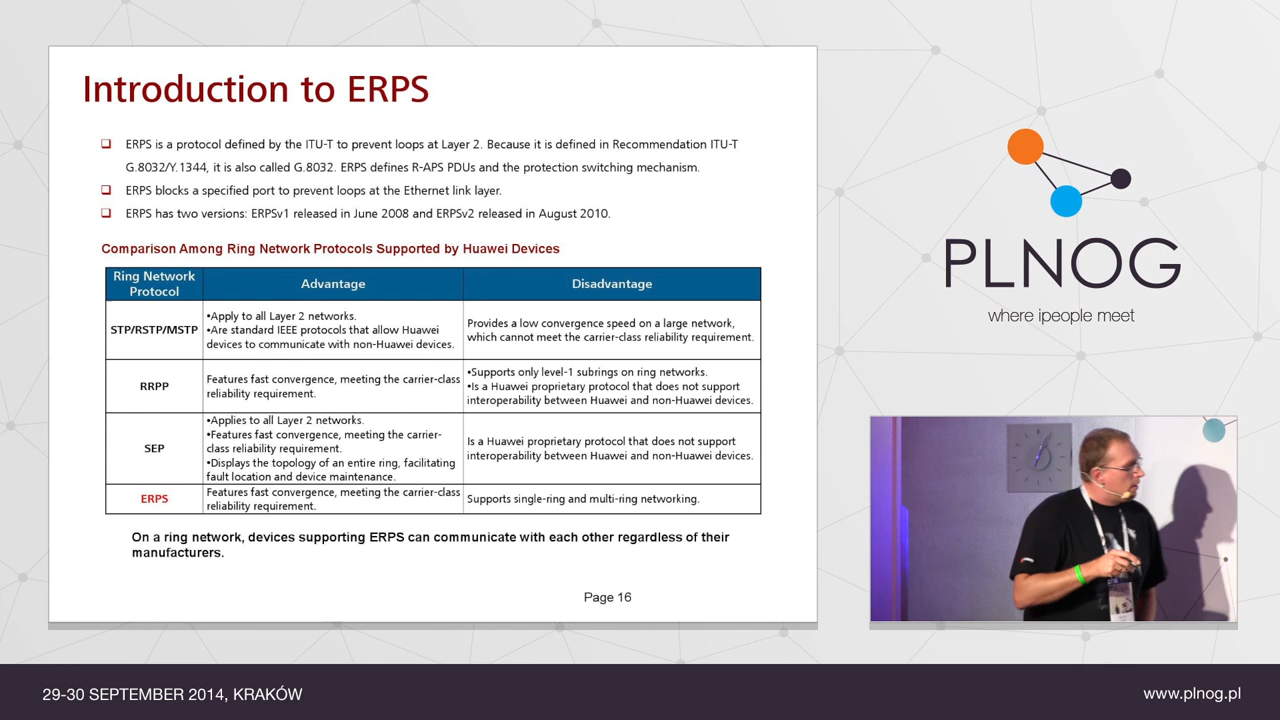 Introduction to ERPS
❑ ERPS is a protocol defined by the ITU-T to prevent loops at Layer 2. Because it is defined in Recommendation ITU-T
G.8032/Y.1344, it is also called G.8032. ERPS defines R-APS PDUs and the protection switching mechanism.
❑ ERPS blocks a specified port to prevent loops at the Ethernet link layer.
❑ ERPS has two versions: ERPSv1 released in June 2008 and ERPSv2 released in August 2010.
Comparison Among Ring Network Protocols Supported by Huawei Devices
Ring Network
Protocol
Advantage
Disadvantage
STP/RSTP/MSTP
•Apply to all Layer 2 networks.
•Are standard IEEE protocols that allow Huawei
devices to communicate with non-Huawei devices.
Provides a low convergence speed on a large network,
which cannot meet the carrier-class reliability requirement.
RRPP
Features fast convergence, meeting the carrier-class
reliability requirement.
•Supports only level-1 subrings on ring networks.
•Is a Huawei proprietary protocol that does not support
interoperability between Huawei and non-Huawei devices.
SEP
•Applies to all Layer 2 networks.
•Features fast convergence, meeting the carrier-
class reliability requirement.
•Displays the topology of an entire ring, facilitating
fault location and device maintenance.
Is a Huawei proprietary protocol that does not support
interoperability between Huawei and non-Huawei devices.
ERPS
Features fast convergence, meeting the carrier-class
reliability requirement.
Supports single-ring and multi-ring networking.
On a ring network, devices supporting ERPS can communicate with each other regardless of their
manufacturers.
Page 16
PLNOG
where ipeople meet
29-30 SEPTEMBER 2014, KRAKÓW
www.plnog.pl